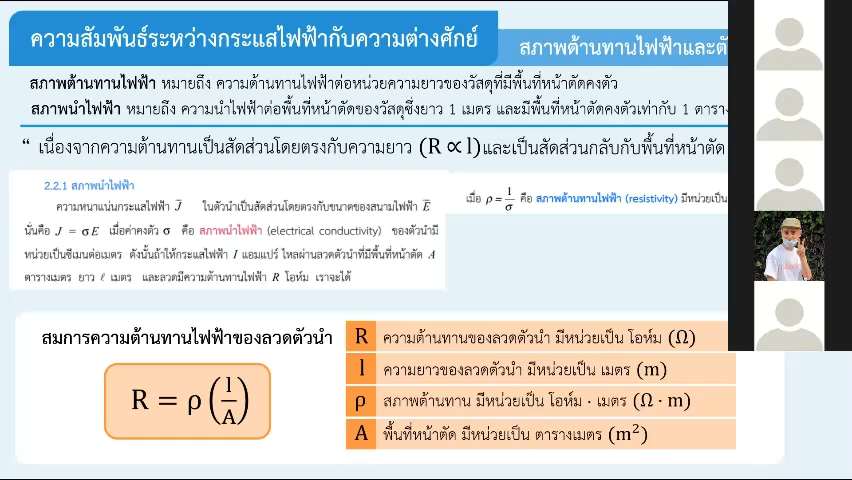 ความสัมพันธ์ระหว่างกระแสไฟฟ้ากับความต่างศักย์
สภาพต้านทานไฟฟ้าและตั
สภาพต้านทานไฟฟ้า หมายถึง ความต้านทานไฟฟ้าต่อหน่วยความยาวของวัสดุที่มีพื้นที่หน้าตัดคงตัว
สภาพนำไฟฟ้า หมายถึง ความนำไฟฟ้าต่อพื้นที่หน้าตัดของวัสดุซึ่งยาว 1 เมตร และมีพื้นที่หน้าตัดคงตัวเท่ากับ 1 ตาราง
“ เนื่องจากความต้านทานเป็นสัดส่วนโดยตรงกับความยาว (R ∝ l)และเป็นสัดส่วนกลับกับพื้นที่หน้าตัด
2.2.1 สภาพนำไฟฟ้า
ความหนาแน่นกระแสไฟฟ้า J⃗ ในตัวนำเป็นสัดส่วนโดยตรงกับขนาดของสนามไฟฟ้า E⃗
นั่นคือ J = σE เมื่อค่าคงตัว σ คือ สภาพนำไฟฟ้า (electrical conductivity) ของตัวนำมี
หน่วยเป็นซีเมนต่อเมตร ดังนั้นถ้าให้กระแสไฟฟ้า I แอมแปร์ ไหลผ่านลวดตัวนำที่มีพื้นที่หน้าตัด A
ตารางเมตร ยาว ℓ เมตร และลวดมีความต้านทานไฟฟ้า R โอห์ม เราจะได้
เมื่อ ρ = 1/σ คือ สภาพต้านทานไฟฟ้า (resistivity) มีหน่วยเป็น
สมการความต้านทานไฟฟ้าของลวดตัวนำ
R = ρ (l/A)
R ความต้านทานของลวดตัวนำ มีหน่วยเป็น โอห์ม (Ω)
l ความยาวของลวดตัวนำ มีหน่วยเป็น เมตร (m)
ρ สภาพต้านทาน มีหน่วยเป็น โอห์ม · เมตร (Ω · m)
A พื้นที่หน้าตัด มีหน่วยเป็น ตารางเมตร (m²)